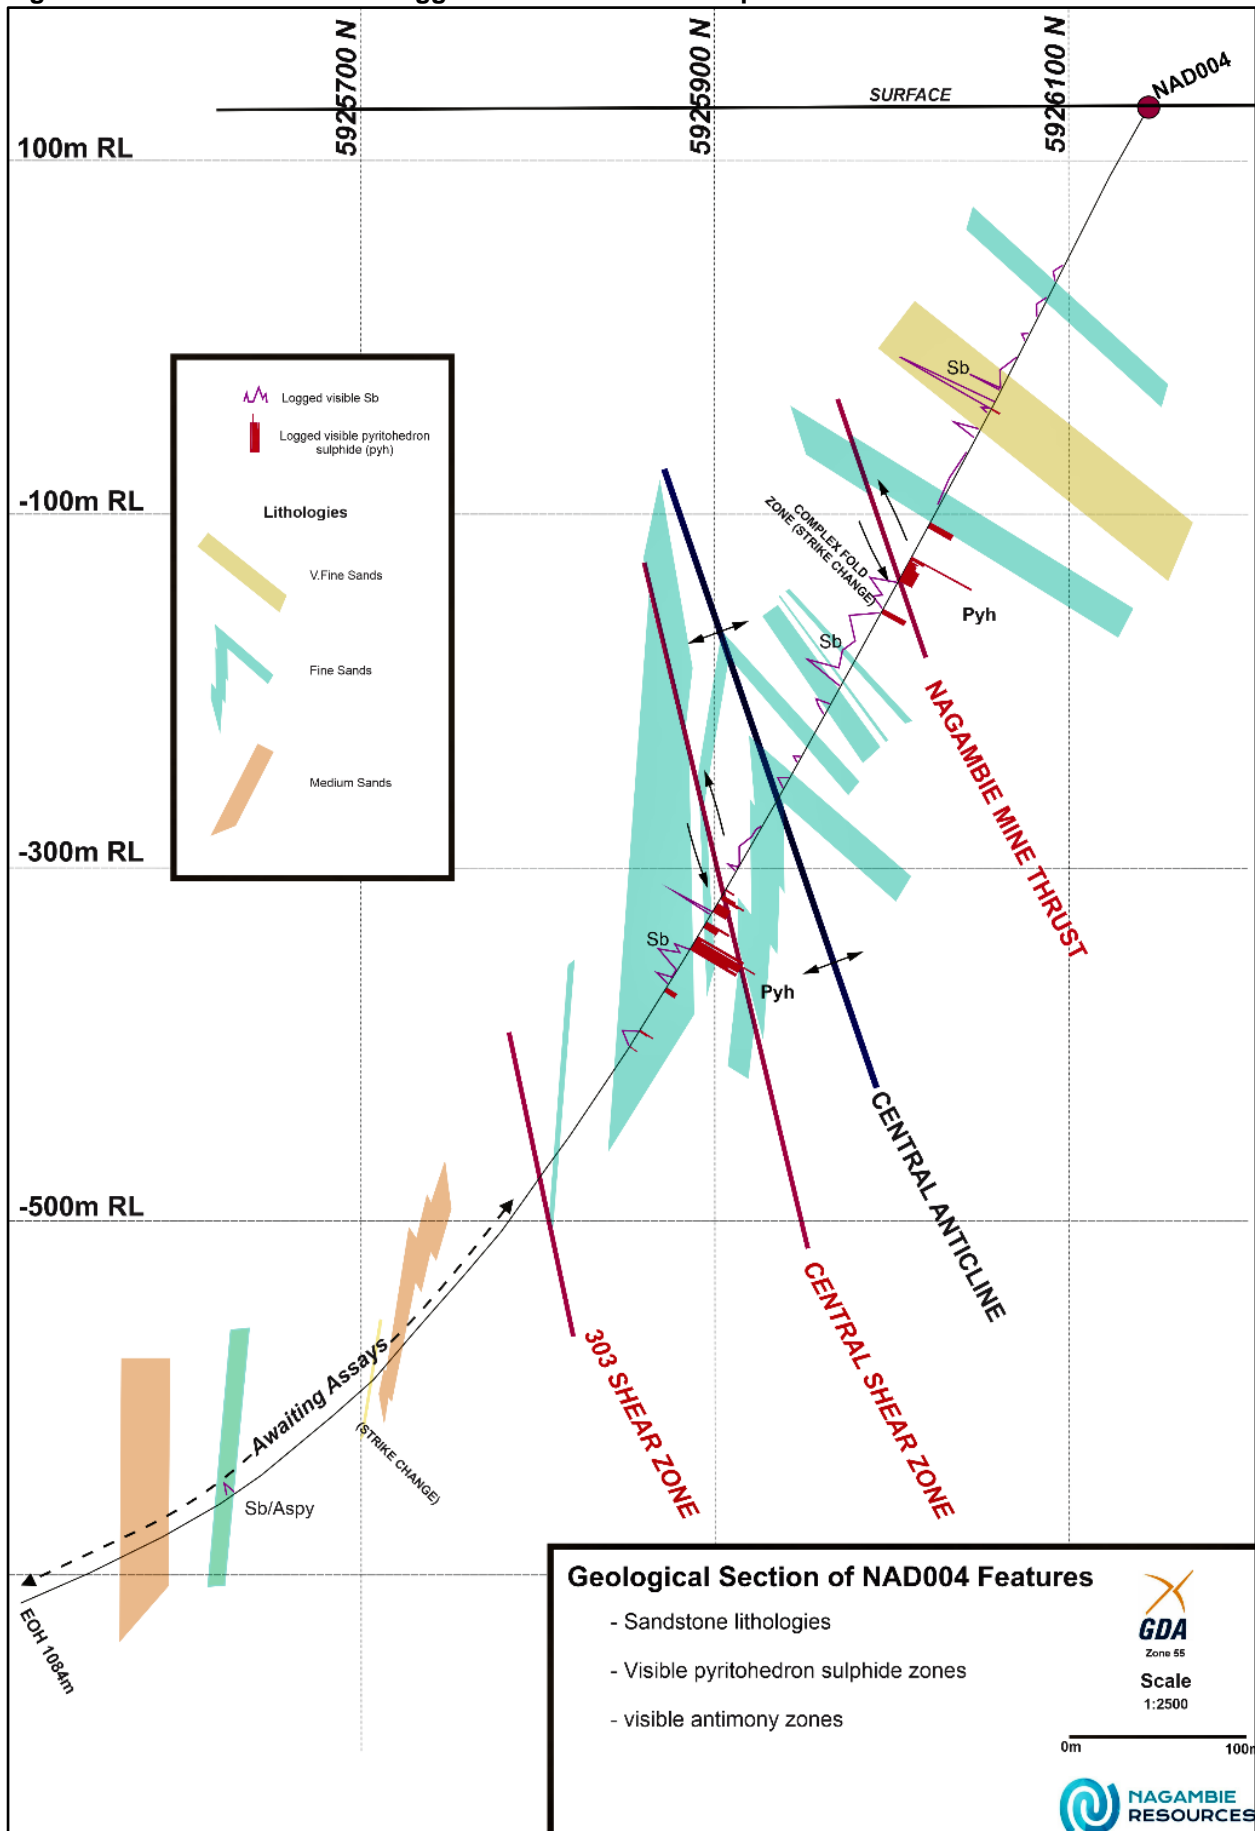 5925700 N
5925900 N
5926100 N
NAD004
SURFACE
100m RL
Sb
Logged visible Sb
Logged visible pyritohedron
sulphide (pyh)
Lithologies
V.Fine Sands
Fine Sands
Medium Sands
-100m RL
COMPLEX FOLD
ZONE (STRIKE CHANGE)
Pyh
Sb
NAGAMBIE MINE THRUST
-300m RL
Sb
Pyh
CENTRAL ANTICLINE
-500m RL
CENTRAL SHEAR ZONE
303 SHEAR ZONE
Awaiting Assays
(STRIKE CHANGE)
Sb/Aspy
EOH 1084m
Geological Section of NAD004 Features
- Sandstone lithologies
- Visible pyritohedron sulphide zones
- visible antimony zones
GDA
Zone 55
Scale
1:2500
0m 100m
NAGAMBIE
RESOURCES